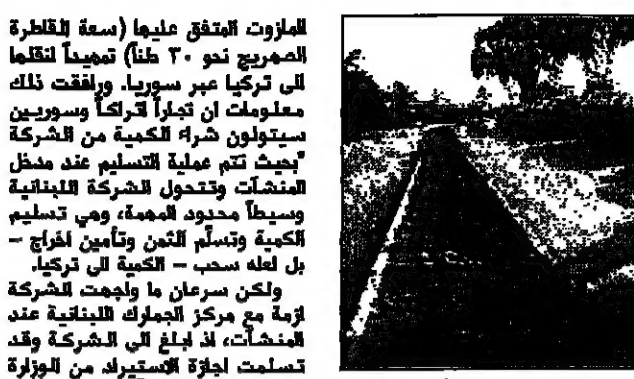 للمازوت المتفق عليها (سعة القاطرة
الصهريج نحو ٣٠ طناً) تمهيداً لنقلها
الى تركيا عبر سوريا. ورافقت ذلك
معلومات ان تجاراً اتراكاً وسوريين
سيتولون شراء الكمية من الشركة
"بحيث تتم عملية التسليم عند مدخل
المنشآت وتتحول الشركة اللبنانية
وسيطاً محدود المهمة، وهي تسليم
الكمية وتسلّم الثمن وتأمين اخراج –
بل لعله سحب – الكمية الى تركيا.
ولكن سرعان ما واجهت الشركة
ازمة مع مركز الجمارك اللبنانية عند
المنشآت، اذ ابلغ الى الشركة وقد
تسلمت اجازة الاستيراد من الوزارة